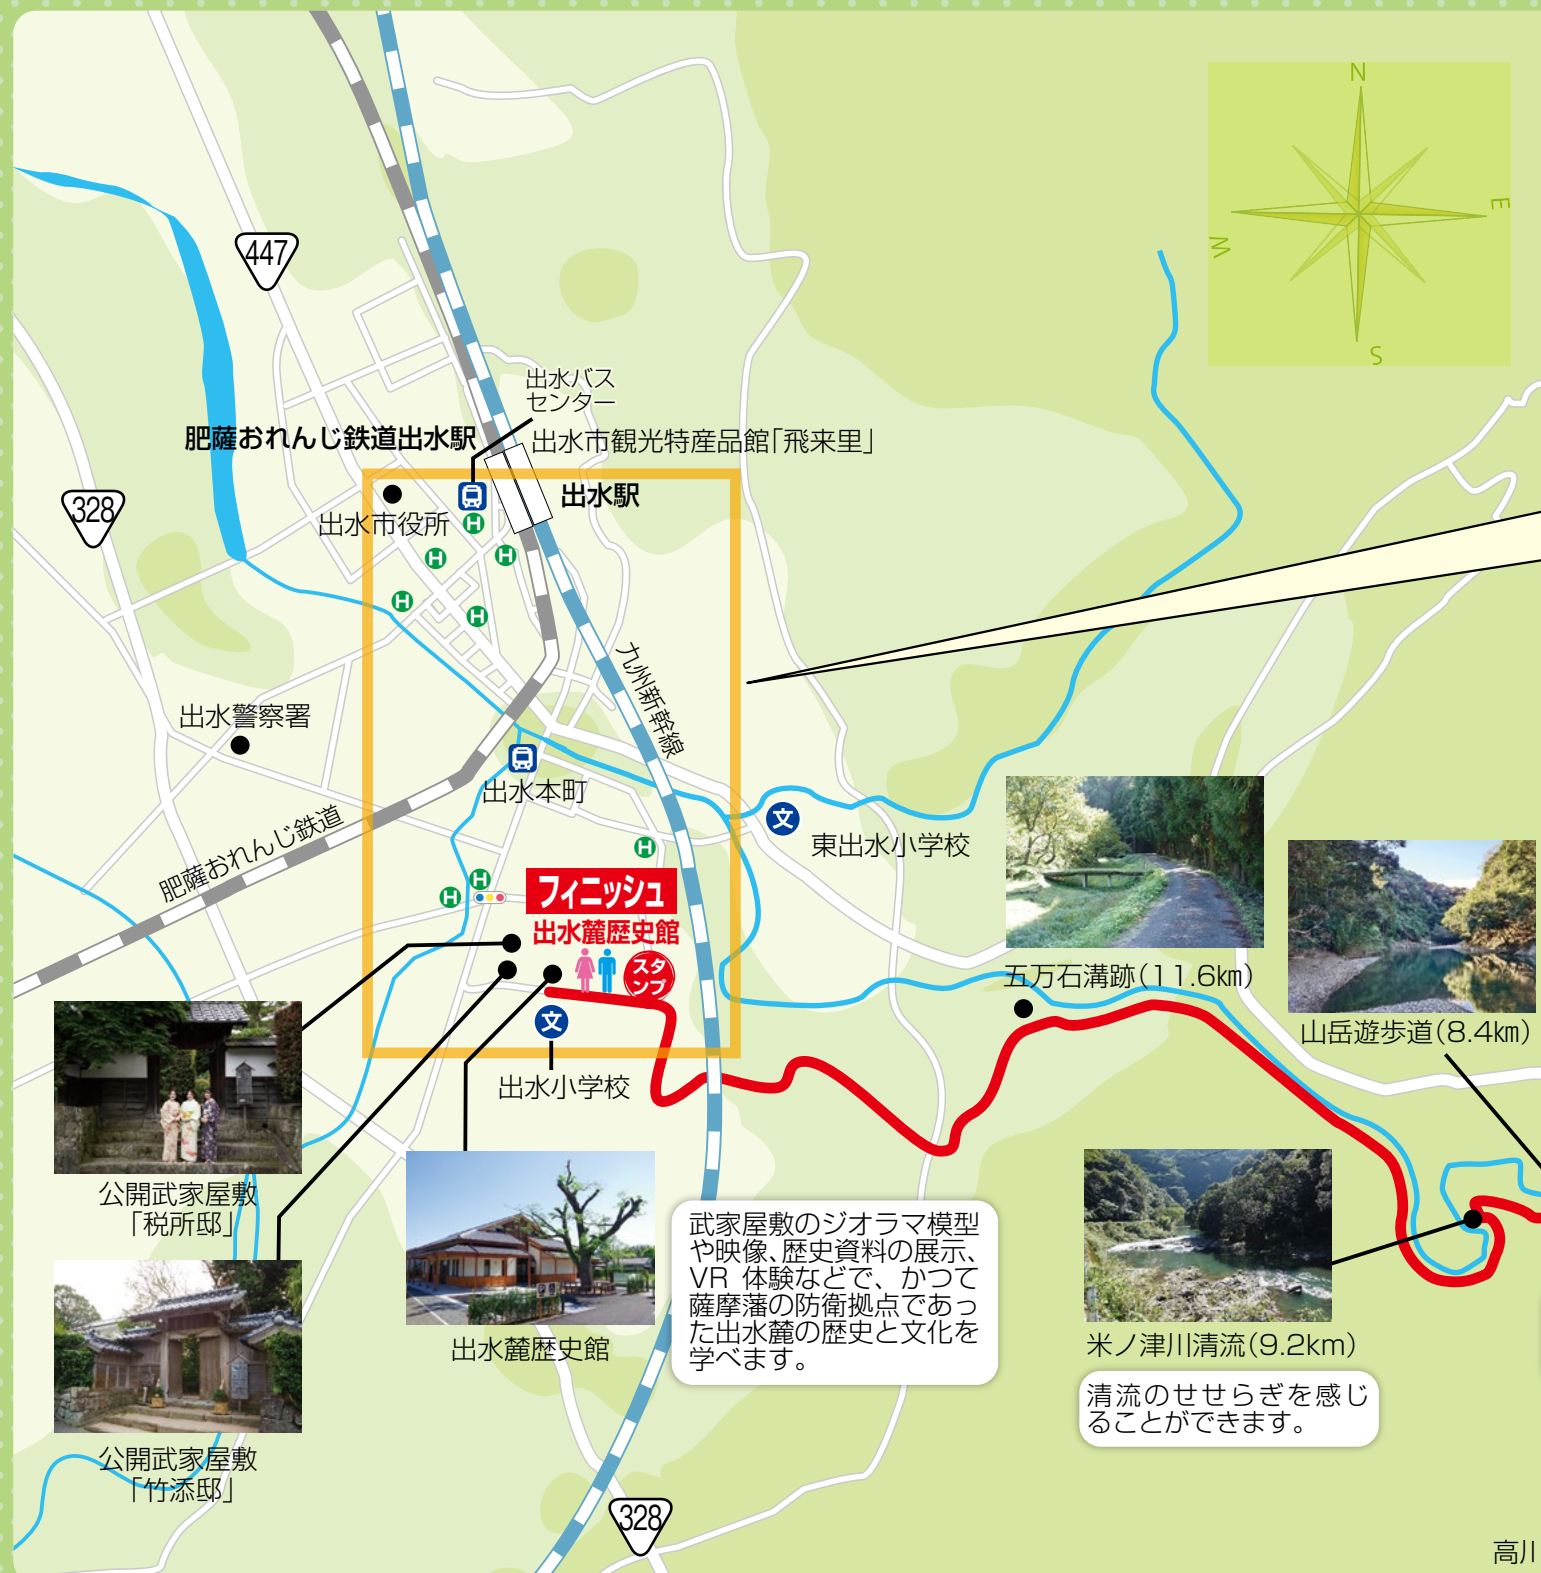 N
E
W
S
447
出水バス
センター
肥薩おれんじ鉄道出水駅
出水市観光特産品館「飛来里」
328
出水市役所
出水駅
H
H
H
H
H
九州新幹線
出水警察署
出水本町
肥薩おれんじ鉄道
文
東出水小学校
H
H
H
フィニッシュ
出水麓歴史館
スタ
ンプ
五万石溝跡(11.6km)
山岳遊歩道(8.4km)
文
出水小学校
公開武家屋敷
「税所邸」
出水麓歴史館
武家屋敷のジオラマ模型
や映像、歴史資料の展示、
VR 体験などで、かつて
薩摩藩の防衛拠点であっ
た出水麓の歴史と文化を
学べます。
米ノ津川清流(9.2km)
清流のせせらぎを感じ
ることができます。
公開武家屋敷
「竹添邸」
328
高川